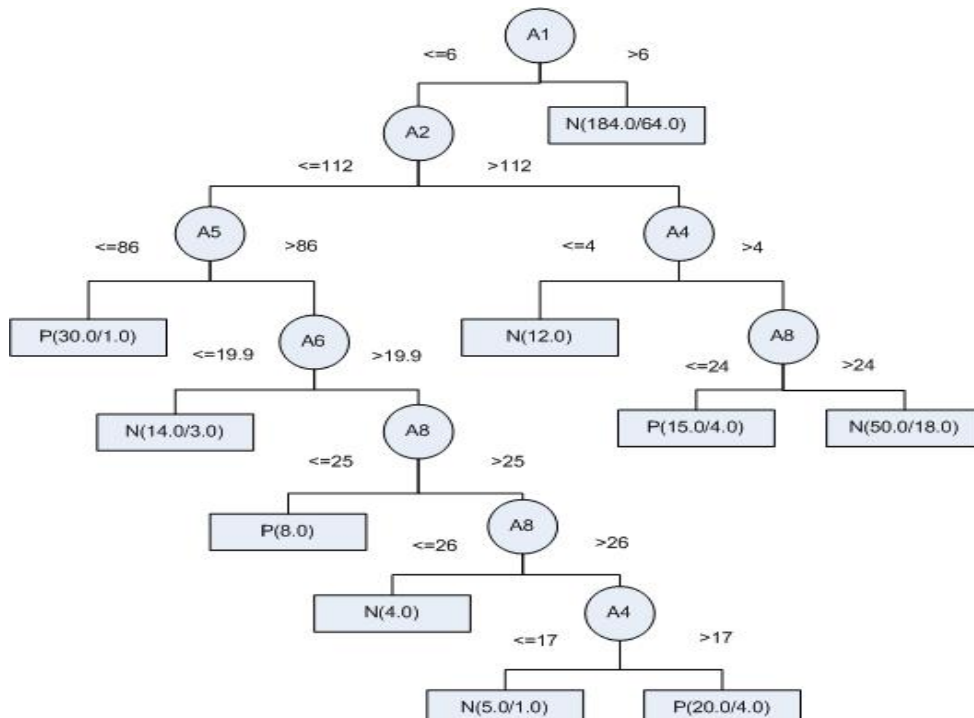 A1
<=6 >6
A2 N(184.0/64.0)
<=112 >112
A5 A4
<=86 >86 <=4 >4
P(30.0/1.0) A6 N(12.0) A8
<=19.9 >19.9 <=24 >24
N(14.0/3.0) A8 P(15.0/4.0) N(50.0/18.0)
<=25 >25
P(8.0) A8
<=26 >26
N(4.0) A4
<=17 >17
N(5.0/1.0) P(20.0/4.0)